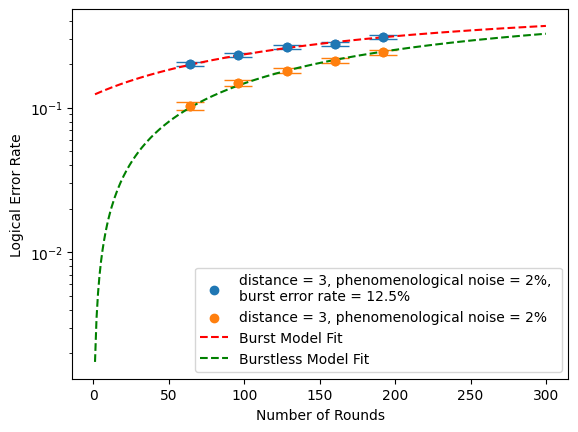 Logical Error Rate
10⁻¹
10⁻²
distance = 3, phenomenological noise = 2%,
burst error rate = 12.5%
distance = 3, phenomenological noise = 2%
Burst Model Fit
Burstless Model Fit
0 50 100 150 200 250 300
Number of Rounds